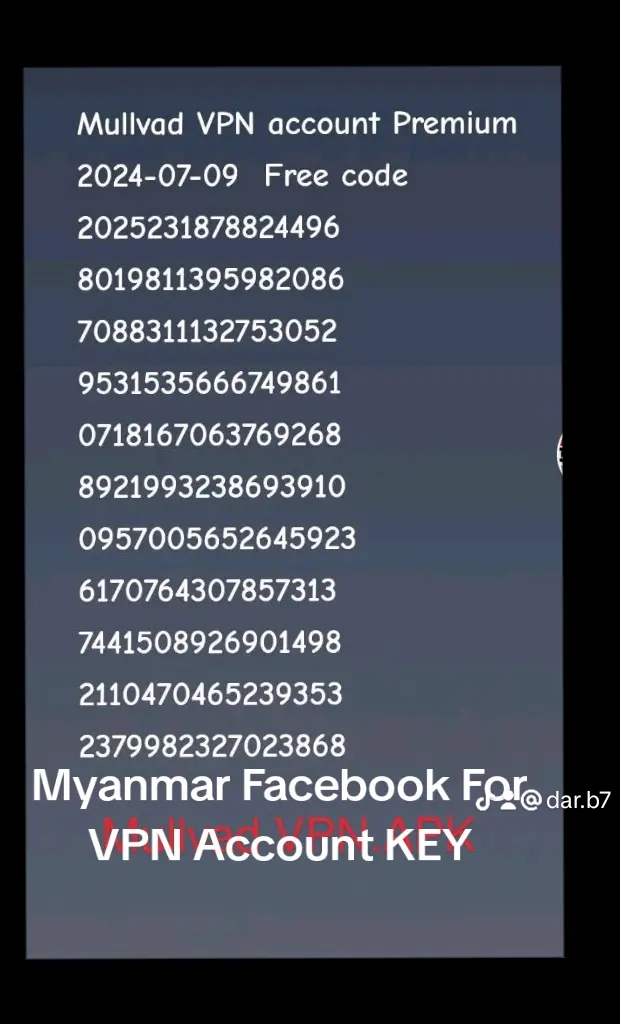 Mullvad VPN account Premium
2024-07-09 Free code
2025231878824496
8019811395982086
7088311132753052
9531535666749861
0718167063769268
8921993238693910
0957005652645923
6170764307857313
7441508926901498
2110470465239353
2379982327023868
Myanmar Facebook For
@dar.b7
Mullvad VPN.APK
VPN Account KEY